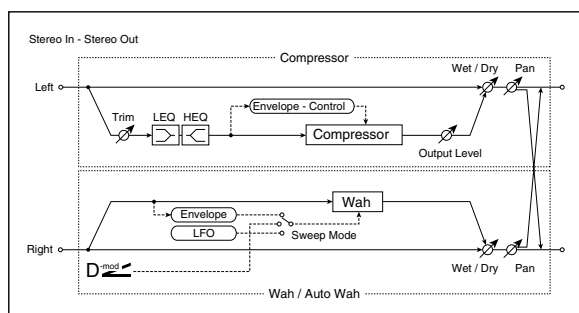 Stereo In - Stereo Out
Compressor
Wet / Dry
Pan
Left
Envelope - Control
Trim
LEQ
HEQ
Compressor
Output Level
Wah
Envelope
LFO
Sweep Mode
Right
D-mod
Wet / Dry
Pan
Wah / Auto Wah